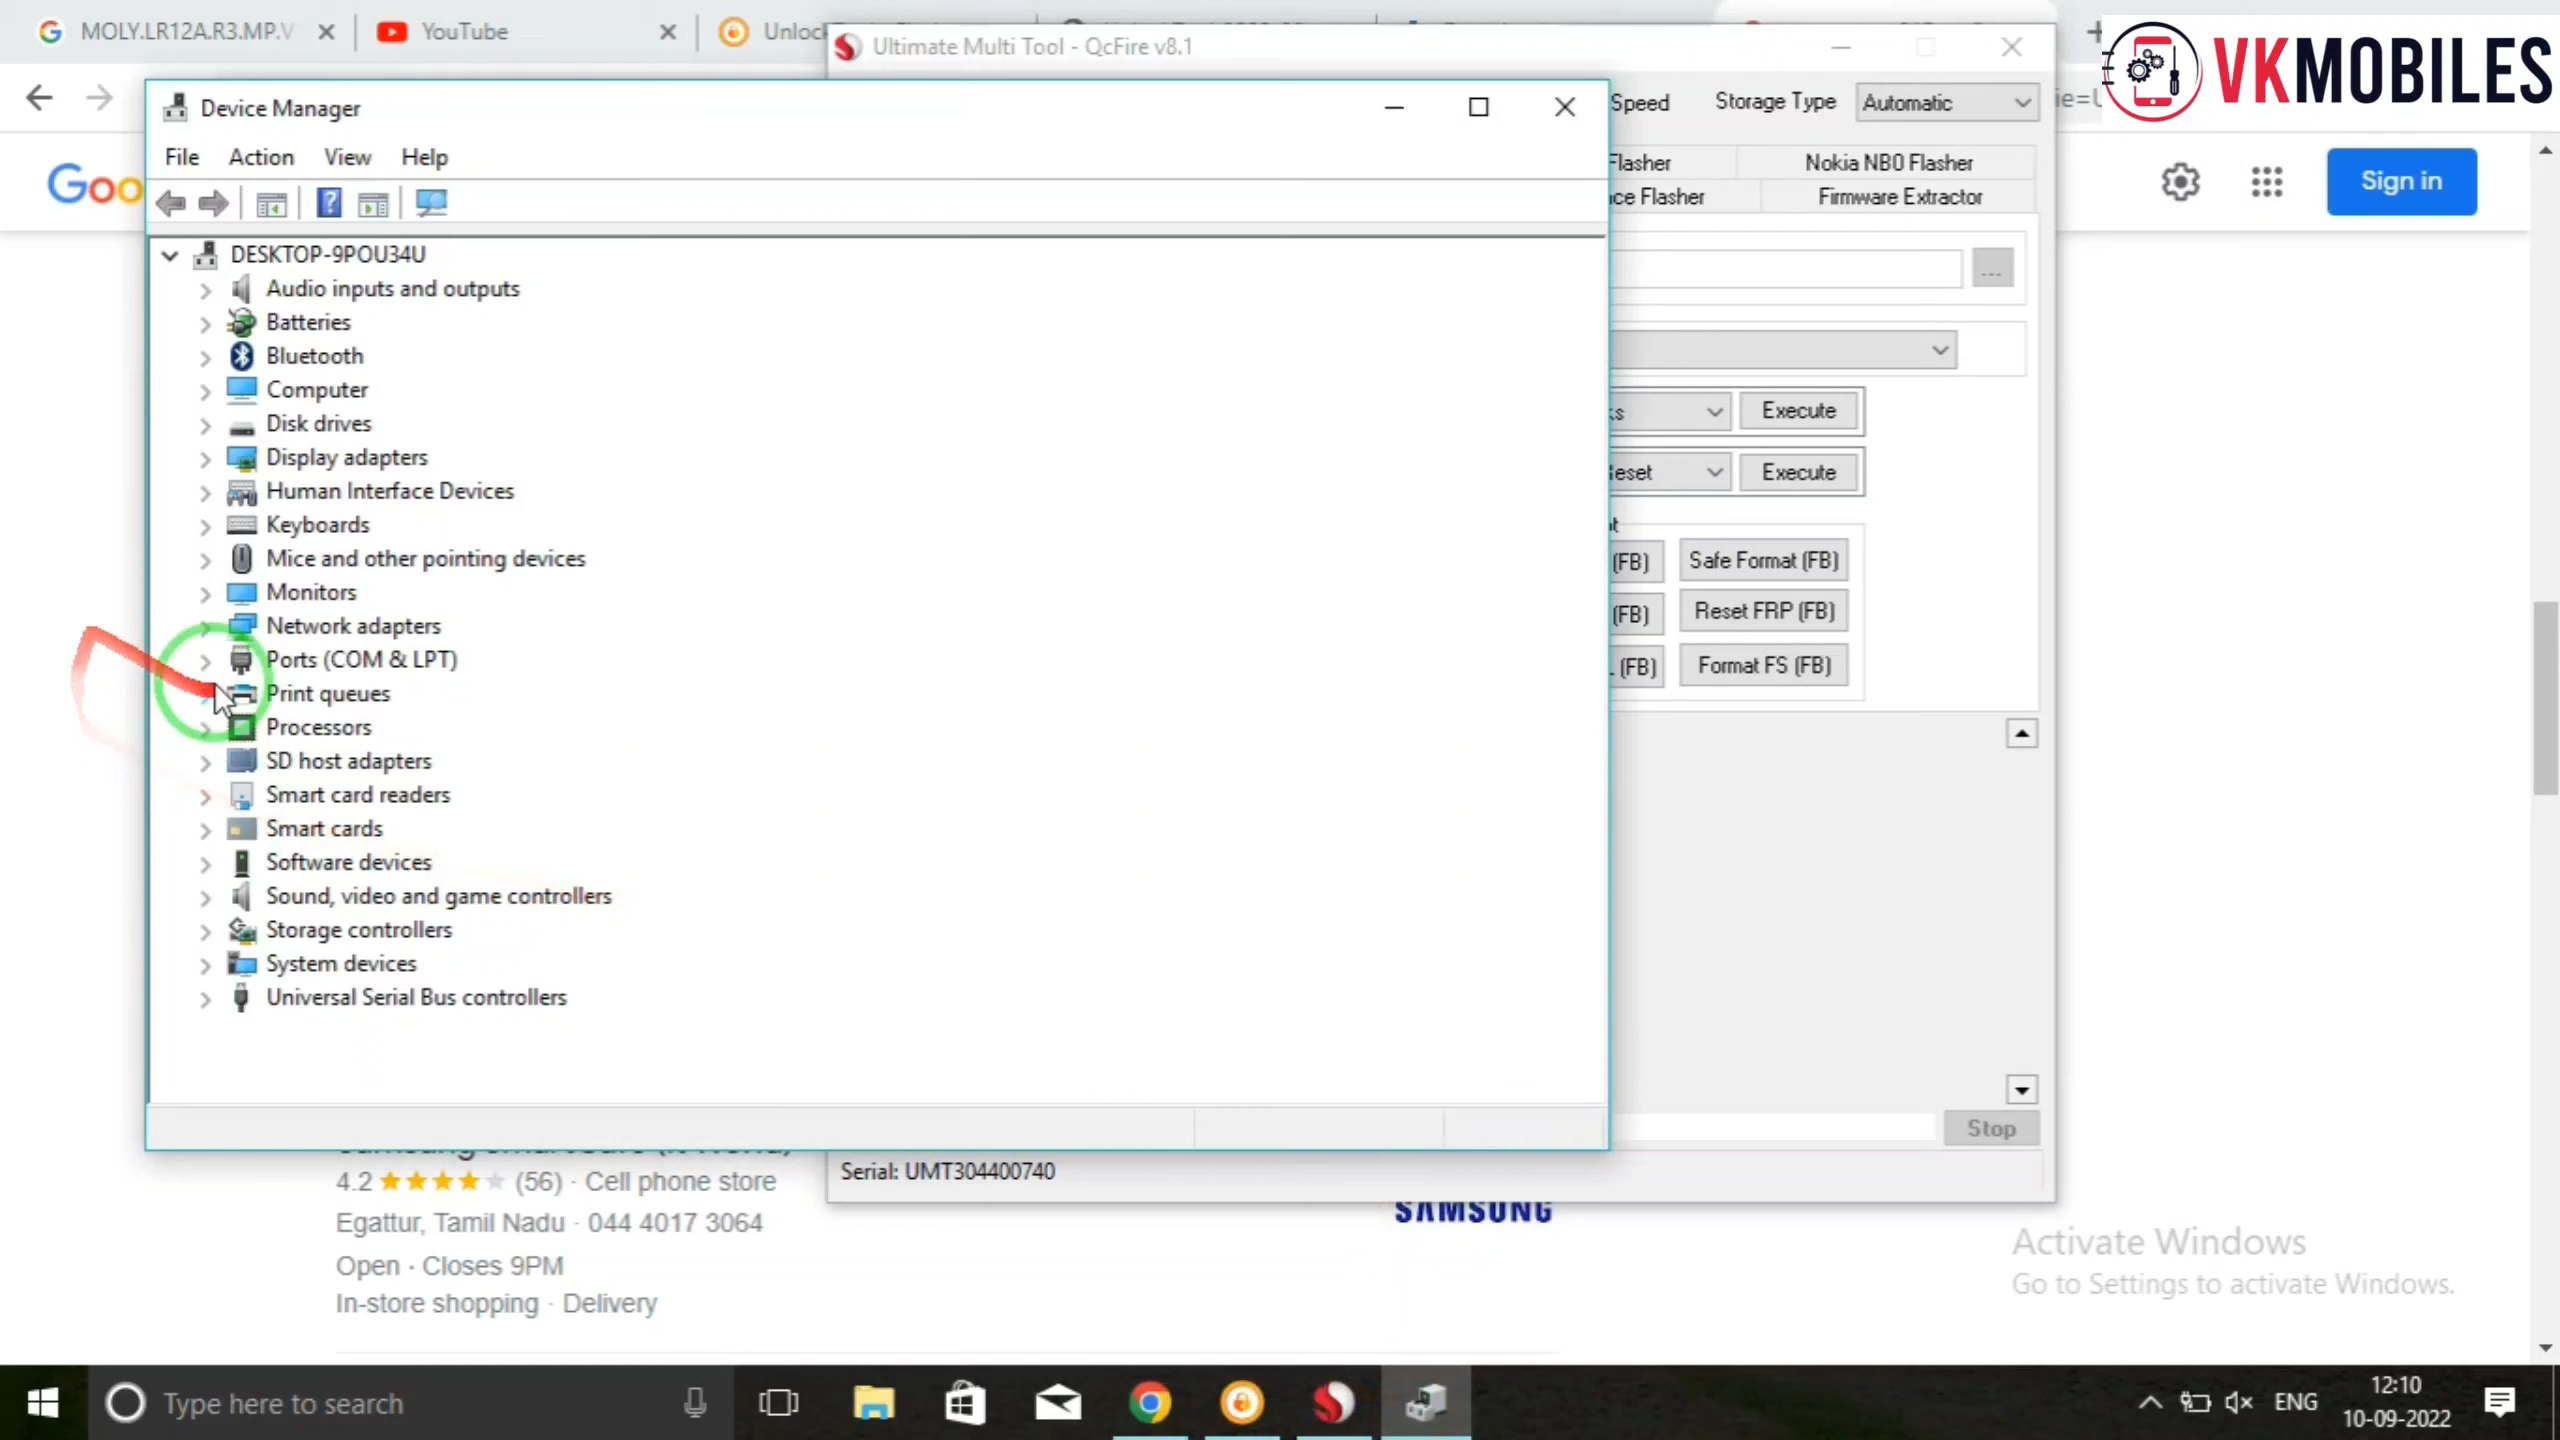 MOLY.LR12A.R3.MP.V
YouTube
Unlock
Ultimate Multi Tool - QcFire v8.1
VKMOBILES
Device Manager
Speed
Storage Type
Automatic
ie=U
File
Action
View
Help
Flasher
Nokia NB0 Flasher
Goo
Sign in
ce Flasher
Firmware Extractor
DESKTOP-9POU34U
Audio inputs and outputs
...
Batteries
Bluetooth
Computer
Disk drives
ks
Execute
Display adapters
Reset
Execute
Human Interface Devices
Keyboards
Mice and other pointing devices
(FB)
Safe Format (FB)
Monitors
(FB)
Reset FRP (FB)
Network adapters
Ports (COM & LPT)
(FB)
Format FS (FB)
Print queues
Processors
SD host adapters
Smart card readers
Smart cards
Software devices
Sound, video and game controllers
Storage controllers
System devices
Universal Serial Bus controllers
Stop
Serial: UMT304400740
4.2 (56) · Cell phone store
Egattur, Tamil Nadu · 044 4017 3064
SAMSUNG
Open · Closes 9PM
In-store shopping · Delivery
Activate Windows
Go to Settings to activate Windows.
Type here to search
ENG
12:10
10-09-2022